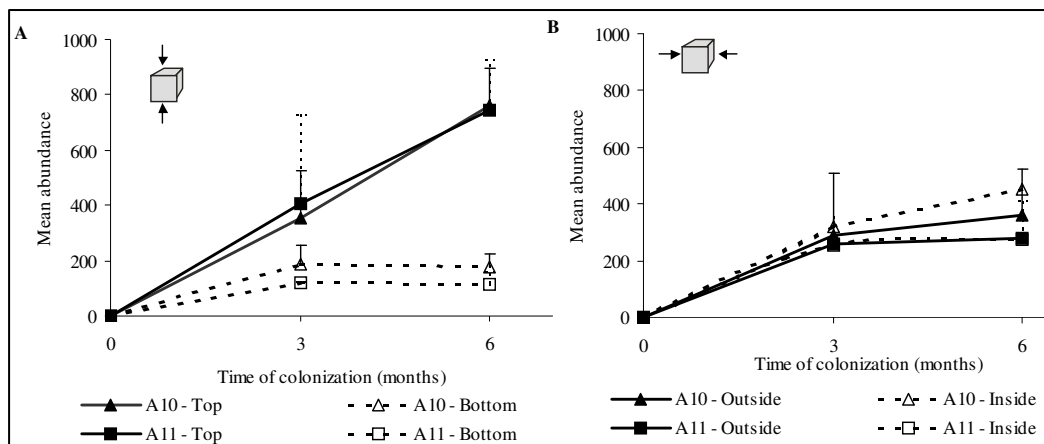 A
1000
800
600
400
200
0
Mean abundance
0 3 6
Time of colonization (months)
A10 - Top A10 - Bottom
A11 - Top A11 - Bottom
B
1000
800
600
400
200
0
Mean abundance
0 3 6
Time of colonization (months)
A10 - Outside A10 - Inside
A11 - Outside A11 - Inside